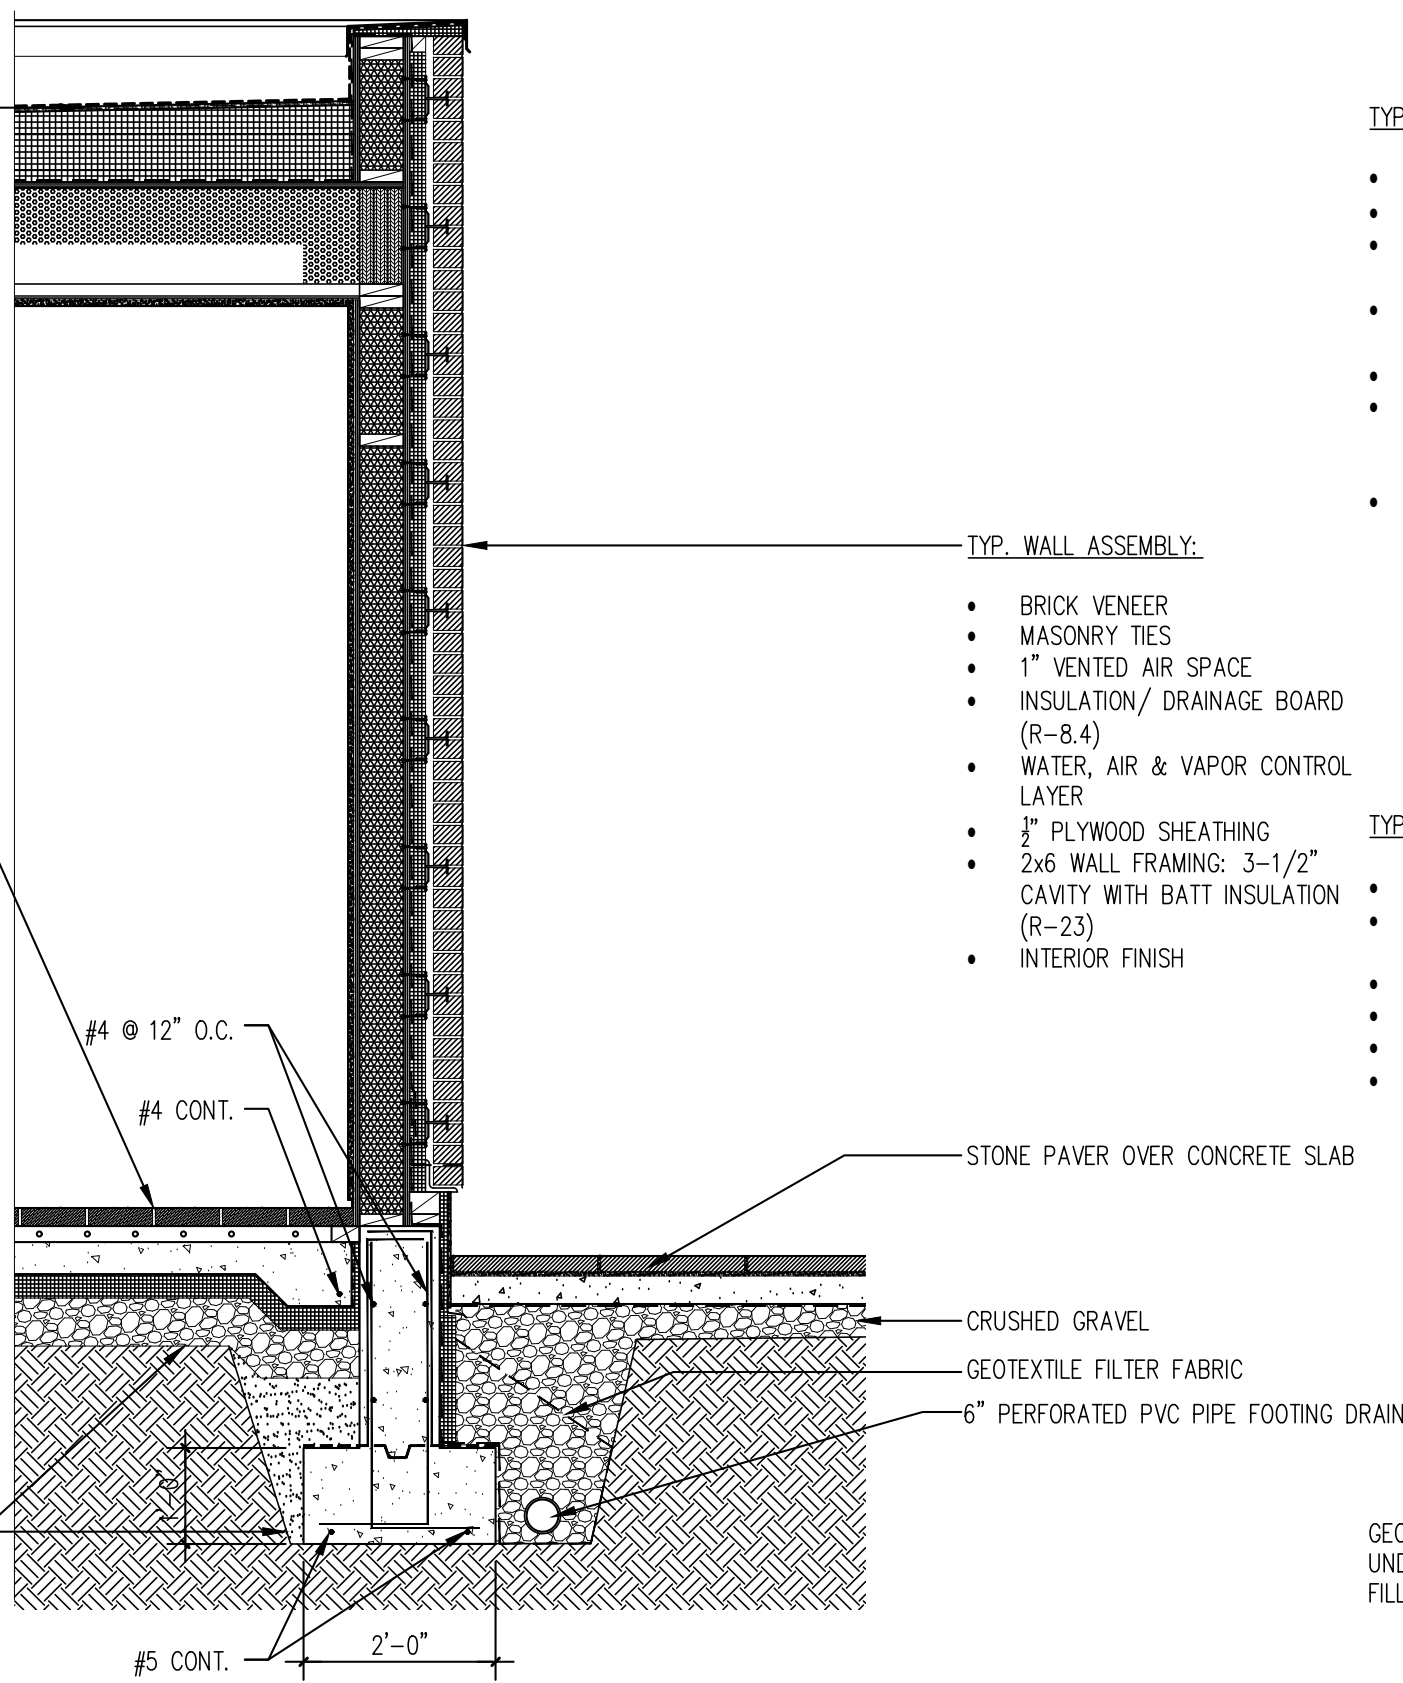 TYP
TYP. WALL ASSEMBLY:
• BRICK VENEER
• MASONRY TIES
• 1" VENTED AIR SPACE
• INSULATION/ DRAINAGE BOARD
(R-8.4)
• WATER, AIR & VAPOR CONTROL
LAYER
• 1/2" PLYWOOD SHEATHING
• 2x6 WALL FRAMING: 3-1/2"
CAVITY WITH BATT INSULATION
(R-23)
• INTERIOR FINISH
TYP
#4 @ 12" O.C.
#4 CONT.
STONE PAVER OVER CONCRETE SLAB
CRUSHED GRAVEL
GEOTEXTILE FILTER FABRIC
6" PERFORATED PVC PIPE FOOTING DRAIN
1'-0"
GEO
UND
FILL
#5 CONT.
2'-0"